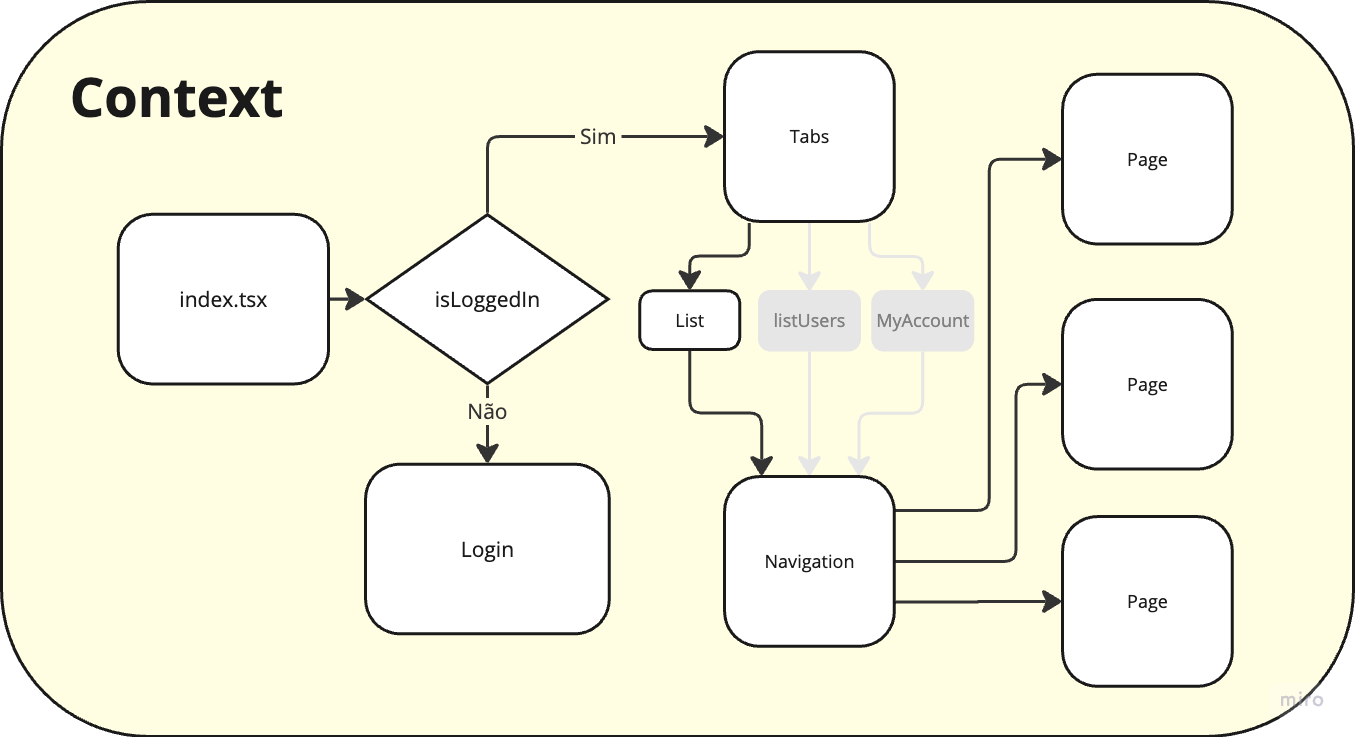 Context
Sim
Tabs
Page
index.tsx
isLoggedIn
List
listUsers
MyAccount
Page
Não
Login
Navigation
Page
miro